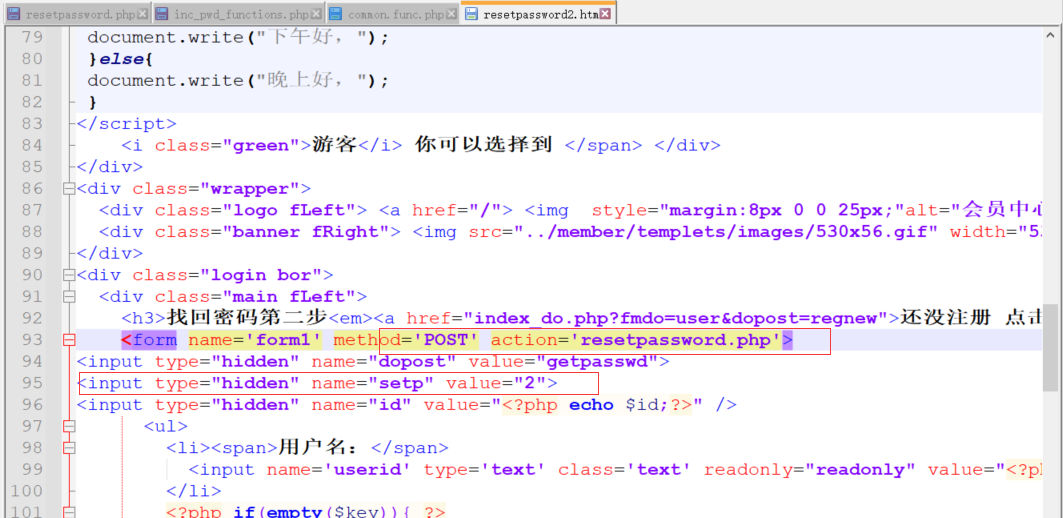 resetpassword.php inc_pwd_functions.php common.func.php resetpassword2.htm
79 document.write("下午好，");
80 }else{
81 document.write("晚上好，");
82 }
83 </script>
84 <i class="green">游客</i> 你可以选择到 </span> </div>
85 </div>
86 <div class="wrapper">
87 <div class="logo fLeft"> <a href="/"> <img  style="margin:8px 0 0 25px;"alt="会员中心
88 <div class="banner fRight"> <img src="../member/templets/images/530x56.gif" width="53
89 </div>
90 <div class="login bor">
91 <div class="main fLeft">
92 <h3>找回密码第二步<em><a href="index_do.php?fmdo=user&dopost=regnew">还没注册 点击
93 <form name='form1' method='POST' action='resetpassword.php'>
94 <input type="hidden" name="dopost" value="getpasswd">
95 <input type="hidden" name="setp" value="2">
96 <input type="hidden" name="id" value="<?php echo $id;?>" />
97 <ul>
98 <li><span>用户名：</span>
99 <input name='userid' type='text' class='text' readonly="readonly" value="<?ph
100 </li>
101 <?php if(empty($key)){ ?>